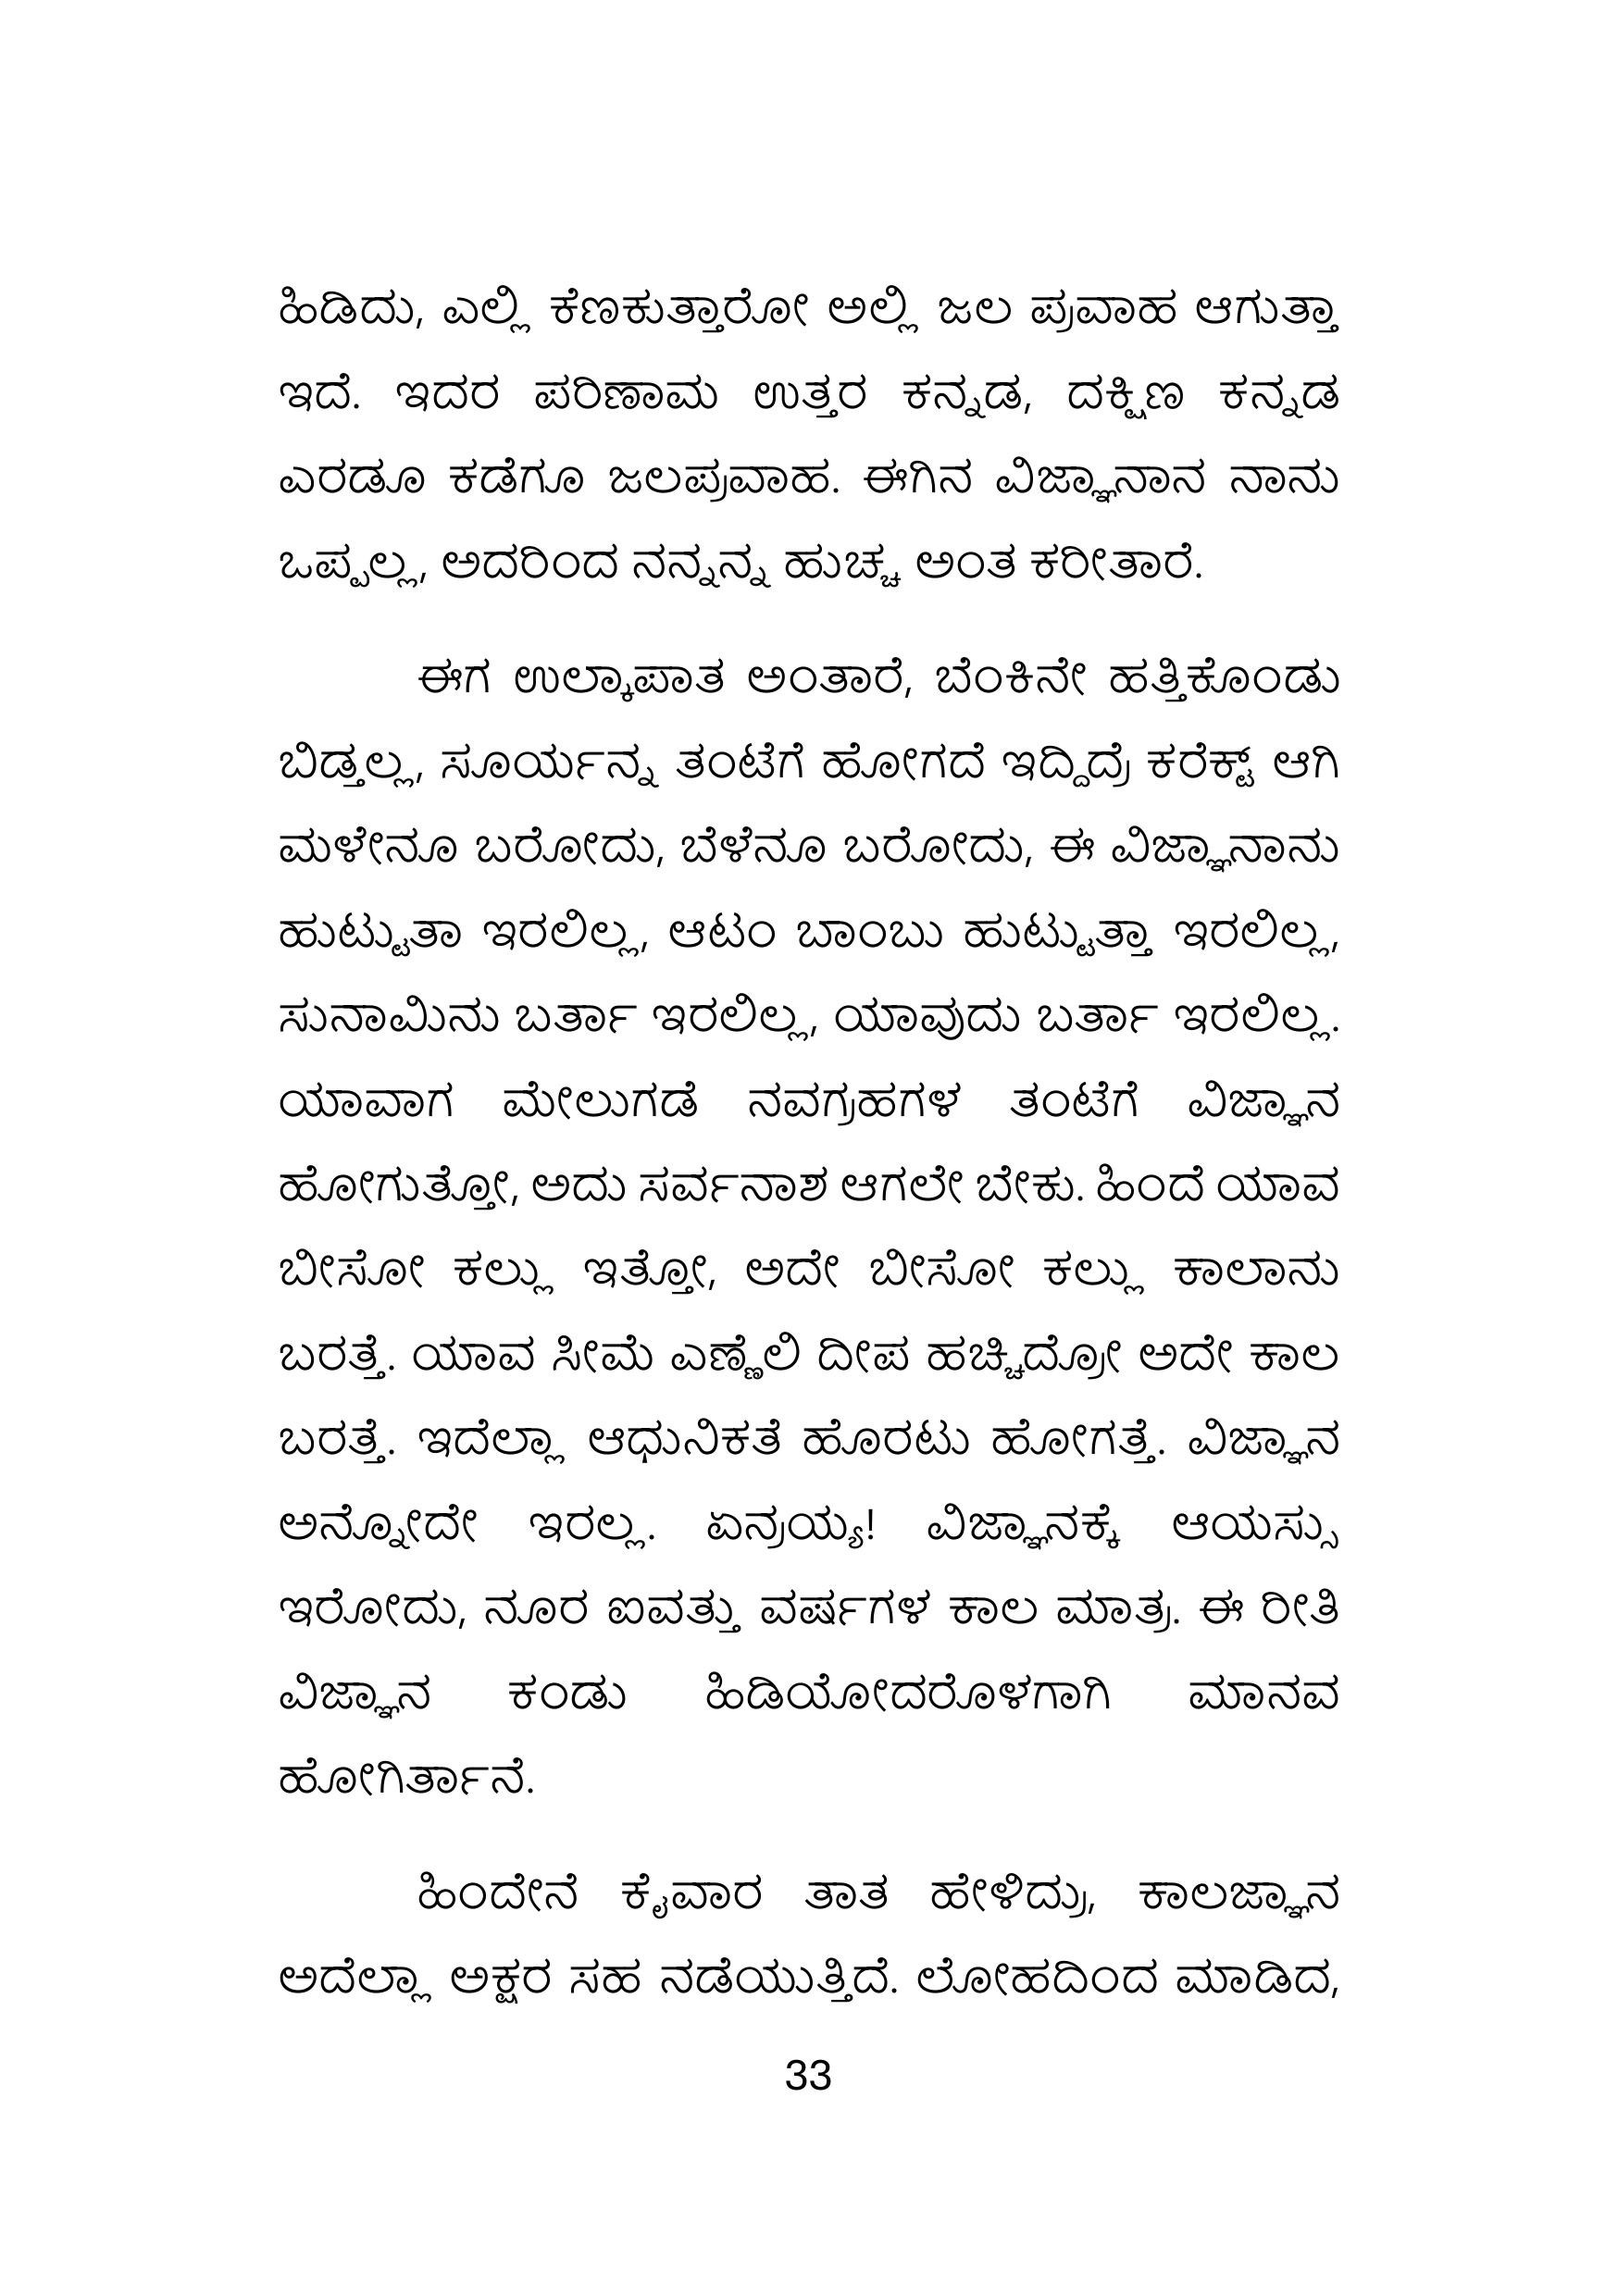 ಹಿಡಿದು, ಎಲ್ಲಿ ಕೆಣಕುತ್ತಾರೋ ಅಲ್ಲಿ ಜಲ ಪ್ರವಾಹ ಆಗುತ್ತಾ
ಇದೆ. ಇದರ ಪರಿಣಾಮ ಉತ್ತರ ಕನ್ನಡ, ದಕ್ಷಿಣ ಕನ್ನಡ
ಎರಡೂ ಕಡೆಗೂ ಜಲಪ್ರವಾಹ. ಈಗಿನ ವಿಜ್ಞಾನಾನ ನಾನು
ಒಪ್ಪಲ್ಲ, ಅದರಿಂದ ನನ್ನನ್ನ ಹುಚ್ಚ ಅಂತ ಕರೀತಾರೆ.
ಈಗ ಉಲ್ಕಾಪಾತ ಅಂತಾರೆ, ಬೆಂಕಿನೇ ಹತ್ತಿಕೊಂಡು
ಬಿಡ್ತಲ್ಲ, ಸೂರ್ಯನ್ನ ತಂಟೆಗೆ ಹೋಗದೆ ಇದ್ದಿದ್ರೆ ಕರೆಕ್ಟ್ ಆಗಿ
ಮಳೇನೂ ಬರೋದು, ಬೆಳೆನೂ ಬರೋದು, ಈ ವಿಜ್ಞಾನಾನು
ಹುಟ್ಟುತಾ ಇರಲಿಲ್ಲ, ಆಟಂ ಬಾಂಬು ಹುಟ್ಟುತ್ತಾ ಇರಲಿಲ್ಲ,
ಸುನಾಮಿನು ಬರ್ತಾ ಇರಲಿಲ್ಲ, ಯಾವುದು ಬರ್ತಾ ಇರಲಿಲ್ಲ.
ಯಾವಾಗ ಮೇಲುಗಡೆ ನವಗ್ರಹಗಳ ತಂಟೆಗೆ ವಿಜ್ಞಾನ
ಹೋಗುತ್ತೋ, ಅದು ಸರ್ವನಾಶ ಆಗಲೇ ಬೇಕು. ಹಿಂದೆ ಯಾವ
ಬೀಸೋ ಕಲ್ಲು ಇತ್ತೋ, ಅದೇ ಬೀಸೋ ಕಲ್ಲು ಕಾಲಾನು
ಬರತ್ತೆ. ಯಾವ ಸೀಮೆ ಎಣ್ಣೆಲಿ ದೀಪ ಹಚ್ಚಿದ್ರೋ ಅದೇ ಕಾಲ
ಬರತ್ತೆ. ಇದೆಲ್ಲಾ ಆಧುನಿಕತೆ ಹೊರಟು ಹೋಗತ್ತೆ. ವಿಜ್ಞಾನ
ಅನ್ನೋದೇ ಇರಲ್ಲ. ಏನ್ರಯ್ಯ! ವಿಜ್ಞಾನಕ್ಕೆ ಆಯಸ್ಸು
ಇರೋದು, ನೂರ ಐವತ್ತು ವರ್ಷಗಳ ಕಾಲ ಮಾತ್ರ. ಈ ರೀತಿ
ವಿಜ್ಞಾನ ಕಂಡು ಹಿಡಿಯೋದರೊಳಗಾಗಿ ಮಾನವ
ಹೋಗಿರ್ತಾನೆ.
ಹಿಂದೇನೆ ಕೈವಾರ ತಾತ ಹೇಳಿದ್ರು, ಕಾಲಜ್ಞಾನ
ಅದೆಲ್ಲಾ ಅಕ್ಷರ ಸಹ ನಡೆಯುತ್ತಿದೆ. ಲೋಹದಿಂದ ಮಾಡಿದ,
33